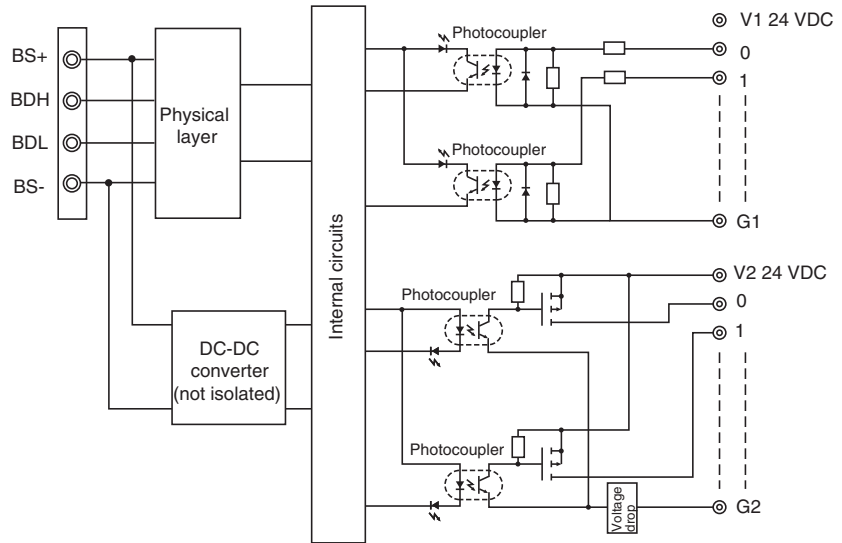 BS+
BDH
BDL
BS-
Physical
layer
DC-DC
converter
(not isolated)
Internal circuits
Photocoupler
Photocoupler
V1 24 VDC
0
1
G1
Photocoupler
Photocoupler
V2 24 VDC
0
1
Voltage
drop
G2